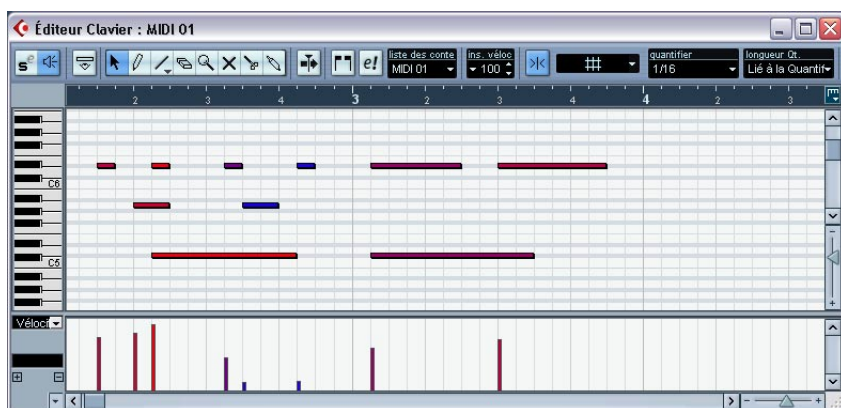 Éditeur Clavier : MIDI 01
liste des conte ins. véloc quantifier longueur Qt.
s e e! MIDI 01 100 1/16 Lié à la Quantif
2 3 4 3 2 3 4 4 2 3
C6
C5
Véloci